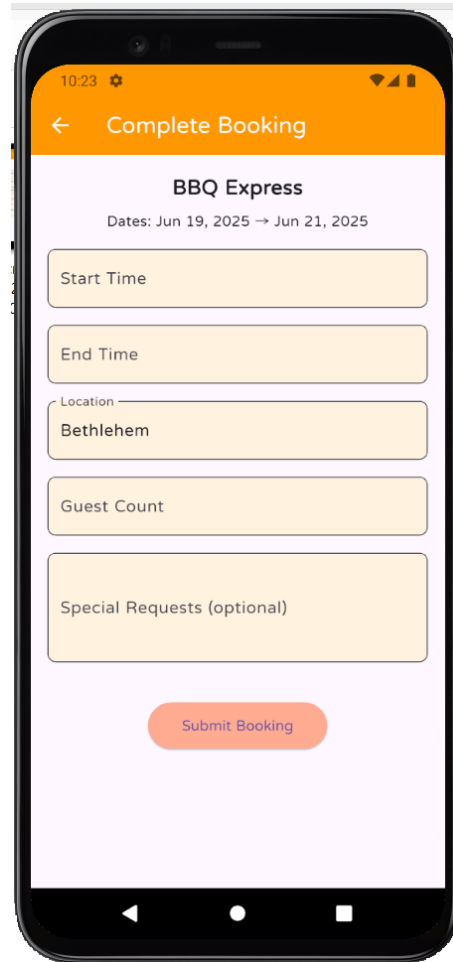 10:23
Complete Booking
BBQ Express
Dates: Jun 19, 2025 → Jun 21, 2025
Start Time
End Time
Location
Bethlehem
Guest Count
Special Requests (optional)
Submit Booking